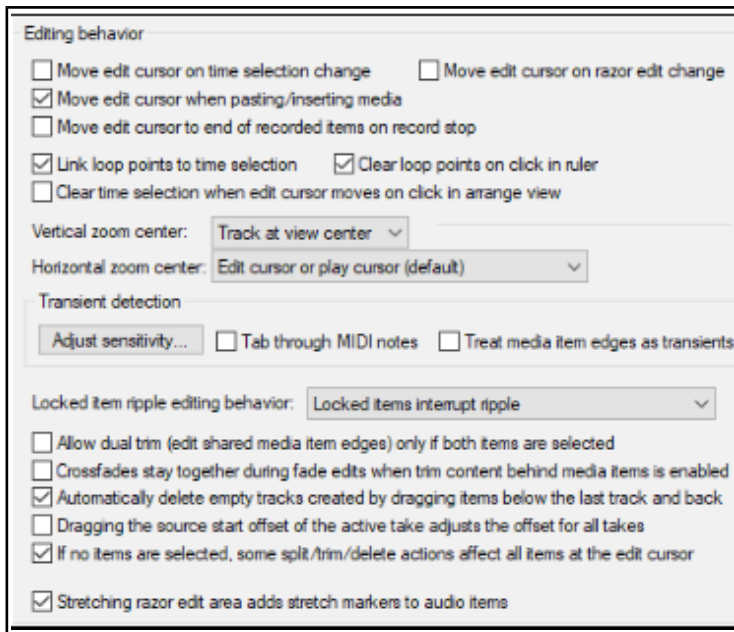 Editing behavior
Move edit cursor on time selection change Move edit cursor on razor edit change
Move edit cursor when pasting/inserting media
Move edit cursor to end of recorded items on record stop
Link loop points to time selection Clear loop points on click in ruler
Clear time selection when edit cursor moves on click in arrange view
Vertical zoom center: Track at view center
Horizontal zoom center: Edit cursor or play cursor (default)
Transient detection
Adjust sensitivity... Tab through MIDI notes Treat media item edges as transients
Locked item ripple editing behavior: Locked items interrupt ripple
Allow dual trim (edit shared media item edges) only if both items are selected
Crossfades stay together during fade edits when trim content behind media items is enabled
Automatically delete empty tracks created by dragging items below the last track and back
Dragging the source start offset of the active take adjusts the offset for all takes
If no items are selected, some split/trim/delete actions affect all items at the edit cursor
Stretching razor edit area adds stretch markers to audio items